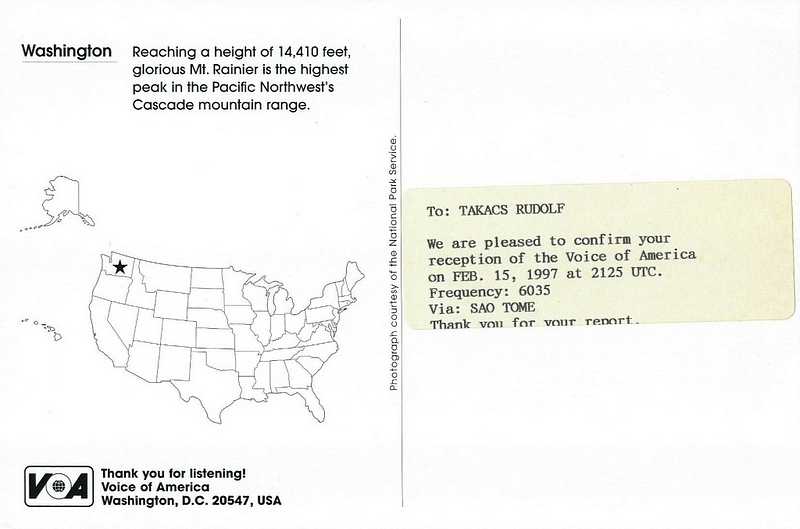 Washington
Reaching a height of 14,410 feet,
glorious Mt. Rainier is the highest
peak in the Pacific Northwest's
Cascade mountain range.
Photograph courtesy of the National Park Service.
To: TAKACS RUDOLF
We are pleased to confirm your
reception of the Voice of America
on FEB. 15, 1997 at 2125 UTC.
Frequency: 6035
Via: SAO TOME
Thank you for your report.
VOA
Thank you for listening!
Voice of America
Washington, D.C. 20547, USA